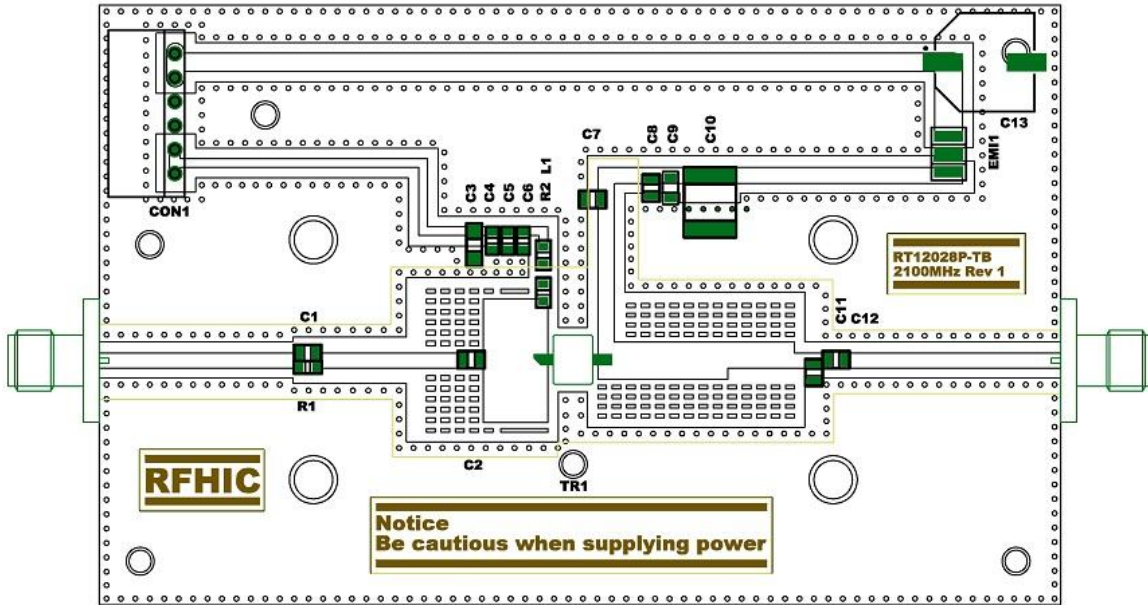 C13
C7
C8
C9
C10
EMI1
L1
R2
C3
C4
C5
C6
CON1
RT12028P-TB
2100MHz Rev 1
C1
C11
C12
R1
C2
TR1
RFHIC
Notice
Be cautious when supplying power